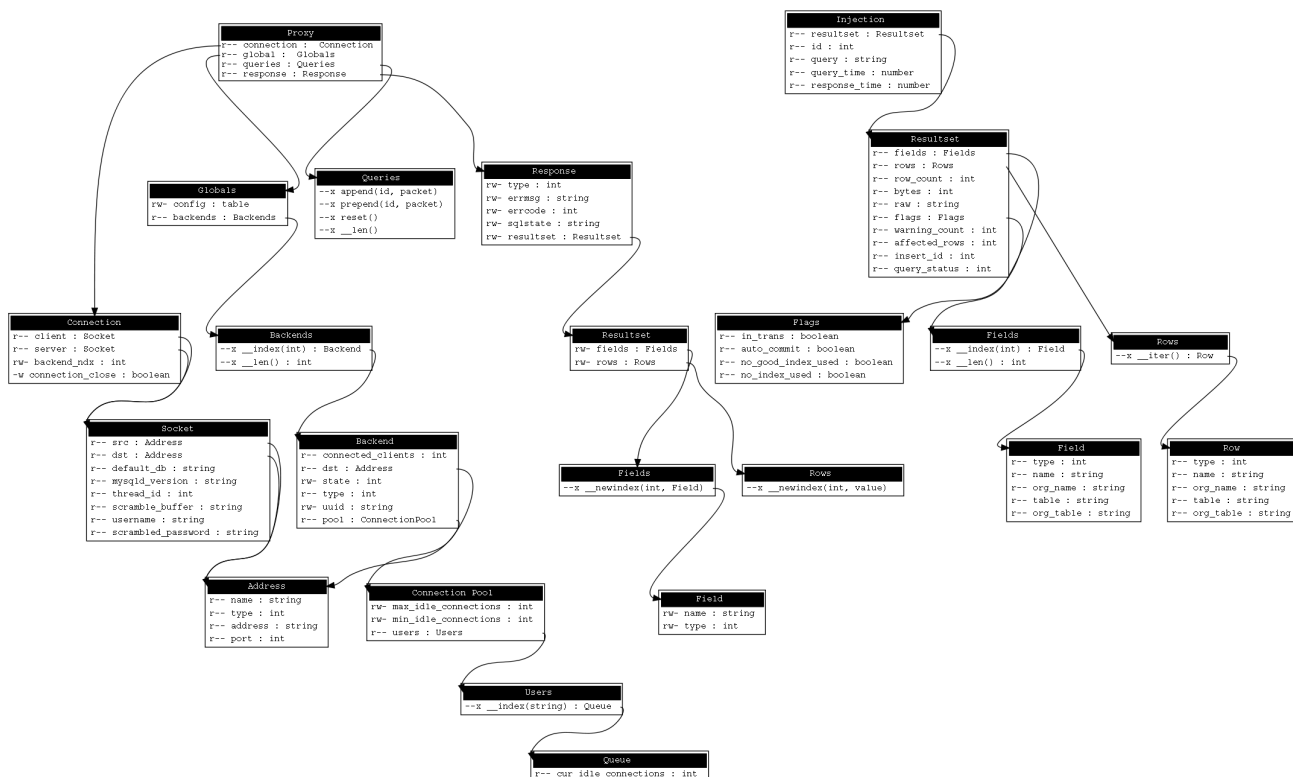 Proxy
r-- connection :  Connection
r-- global :  Globals
r-- queries : Queries
r-- response : Response
Injection
r-- resultset : Resultset
r-- id : int
r-- query : string
r-- query_time : number
r-- response_time : number
Globals
rw- config : table
r-- backends : Backends
Queries
--x append(id, packet)
--x prepend(id, packet)
--x reset()
--x __len()
Response
rw- type : int
rw- errmsg : string
rw- errcode : int
rw- sqlstate : string
rw- resultset : Resultset
Resultset
r-- fields : Fields
r-- rows : Rows
r-- row_count : int
r-- bytes : int
r-- raw : string
r-- flags : Flags
r-- warning_count : int
r-- affected_rows : int
r-- insert_id : int
r-- query_status : int
Connection
r-- client : Socket
r-- server : Socket
rw- backend_ndx : int
-w connection_close : boolean
Backends
--x __index(int) : Backend
--x __len() : int
Resultset
rw- fields : Fields
rw- rows : Rows
Flags
r-- in_trans : boolean
r-- auto_commit : boolean
r-- no_good_index_used : boolean
r-- no_index_used : boolean
Fields
--x __index(int) : Field
--x __len() : int
Rows
--x __iter() : Row
Socket
r-- src : Address
r-- dst : Address
r-- default_db : string
r-- mysqld_version : string
r-- thread_id : int
r-- scramble_buffer : string
r-- username : string
r-- scrambled_password : string
Backend
r-- connected_clients : int
r-- dst : Address
rw- state : int
r-- type : int
rw- uuid : string
r-- pool : ConnectionPool
Fields
--x __newindex(int, Field)
Rows
--x __newindex(int, value)
Field
r-- type : int
r-- name : string
r-- org_name : string
r-- table : string
r-- org_table : string
Row
r-- type : int
r-- name : string
r-- org_name : string
r-- table : string
r-- org_table : string
Address
r-- name : string
r-- type : int
r-- address : string
r-- port : int
Connection Pool
rw- max_idle_connections : int
rw- min_idle_connections : int
r-- users : Users
Field
rw- name : string
rw- type : int
Users
--x __index(string) : Queue
Queue
r-- cur_idle_connections : int